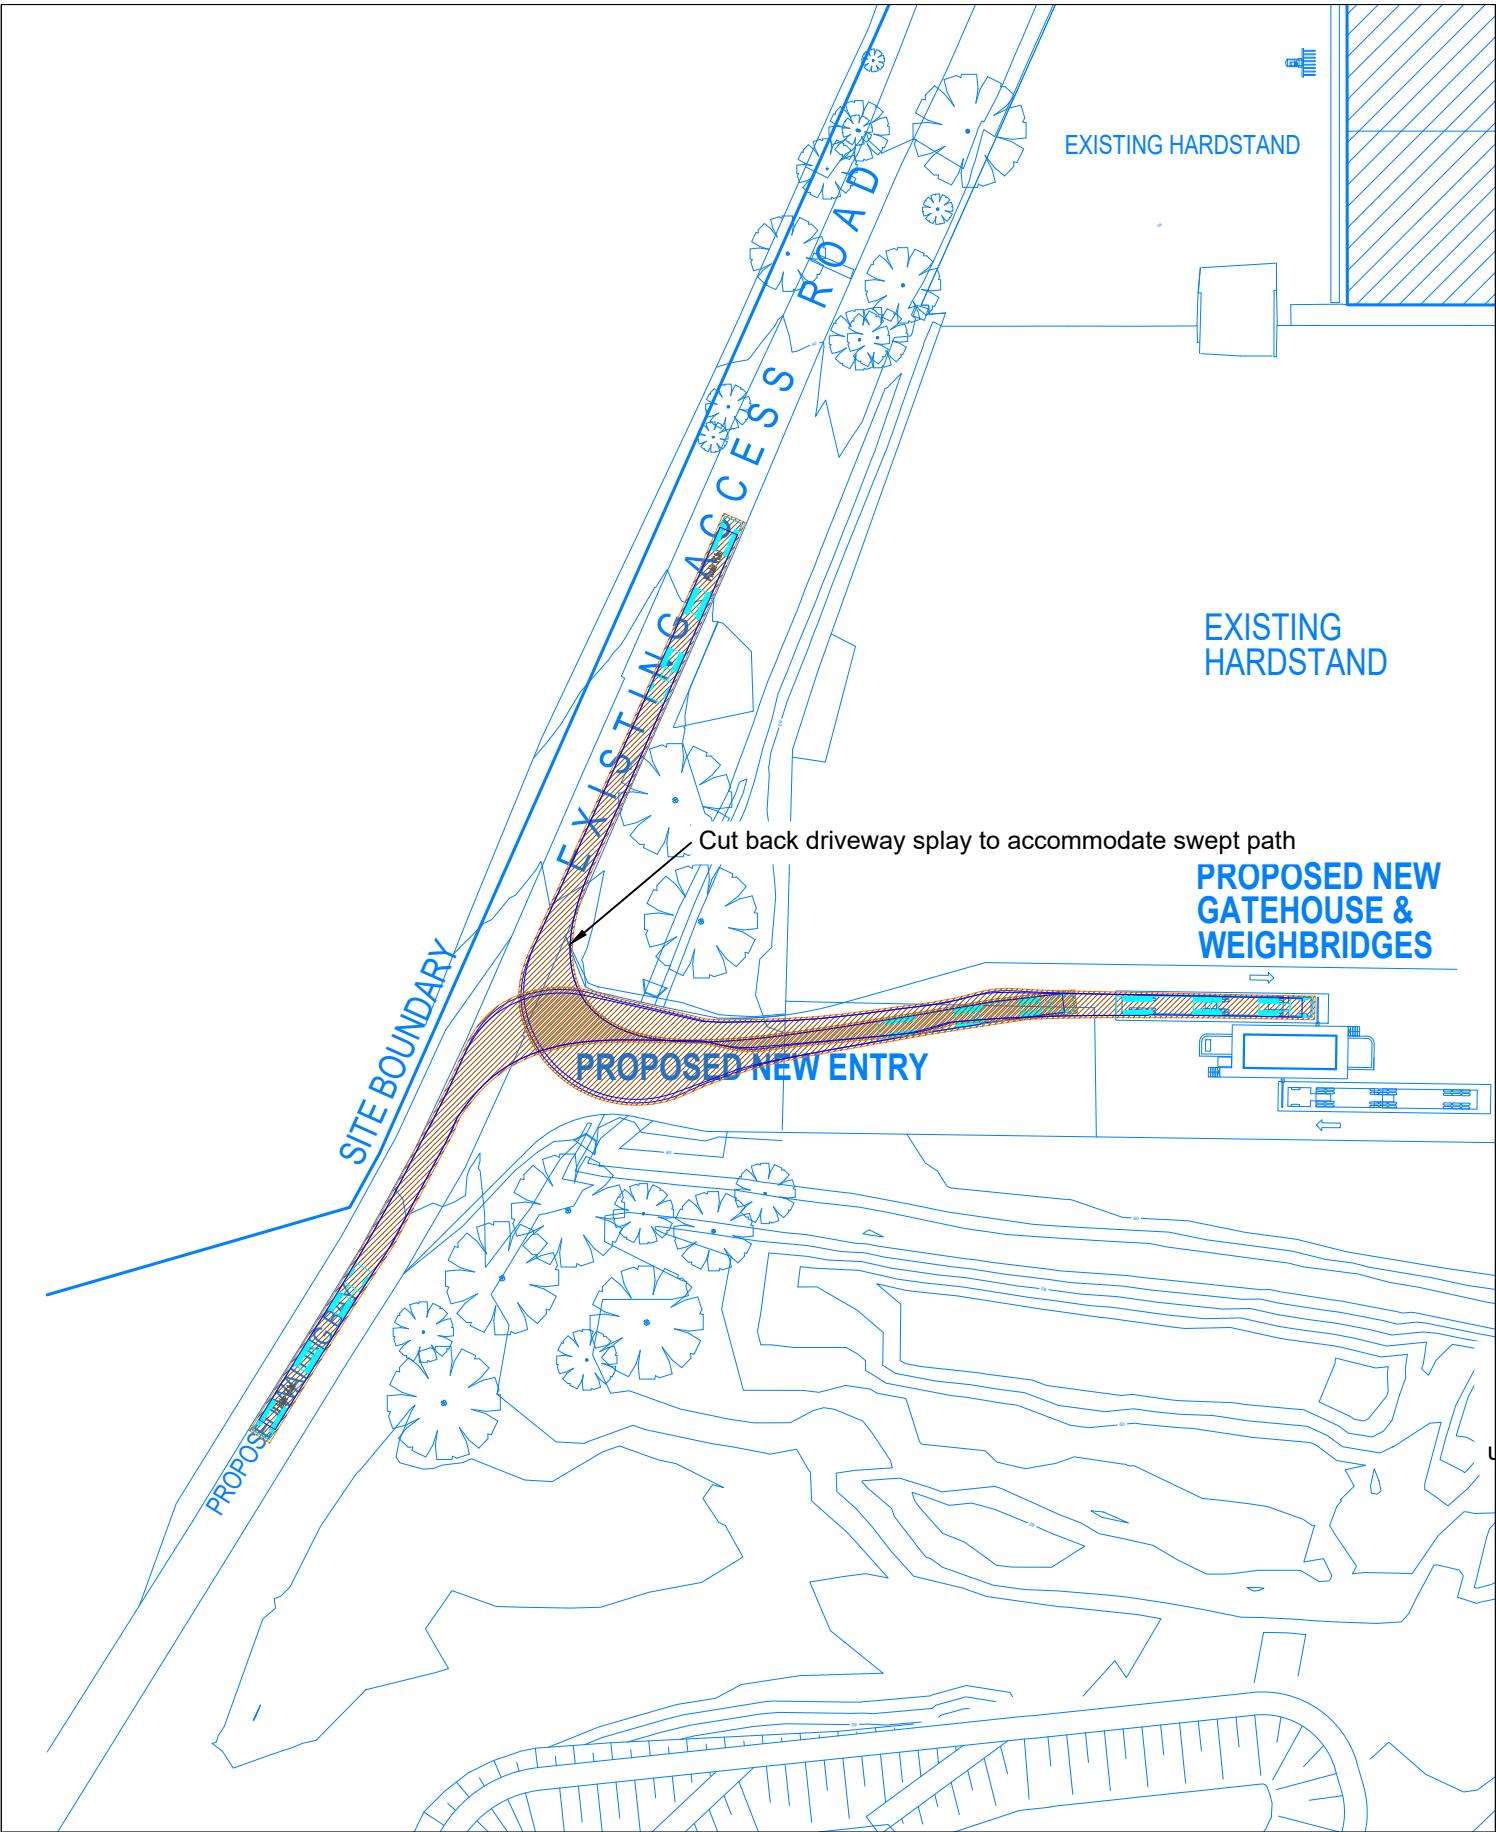 EXISTING HARDSTAND
EXISTING ACCESS ROAD
EXISTING
HARDSTAND
Cut back driveway splay to accommodate swept path
PROPOSED NEW
GATEHOUSE &
WEIGHBRIDGES
SITE BOUNDARY
PROPOSED NEW ENTRY